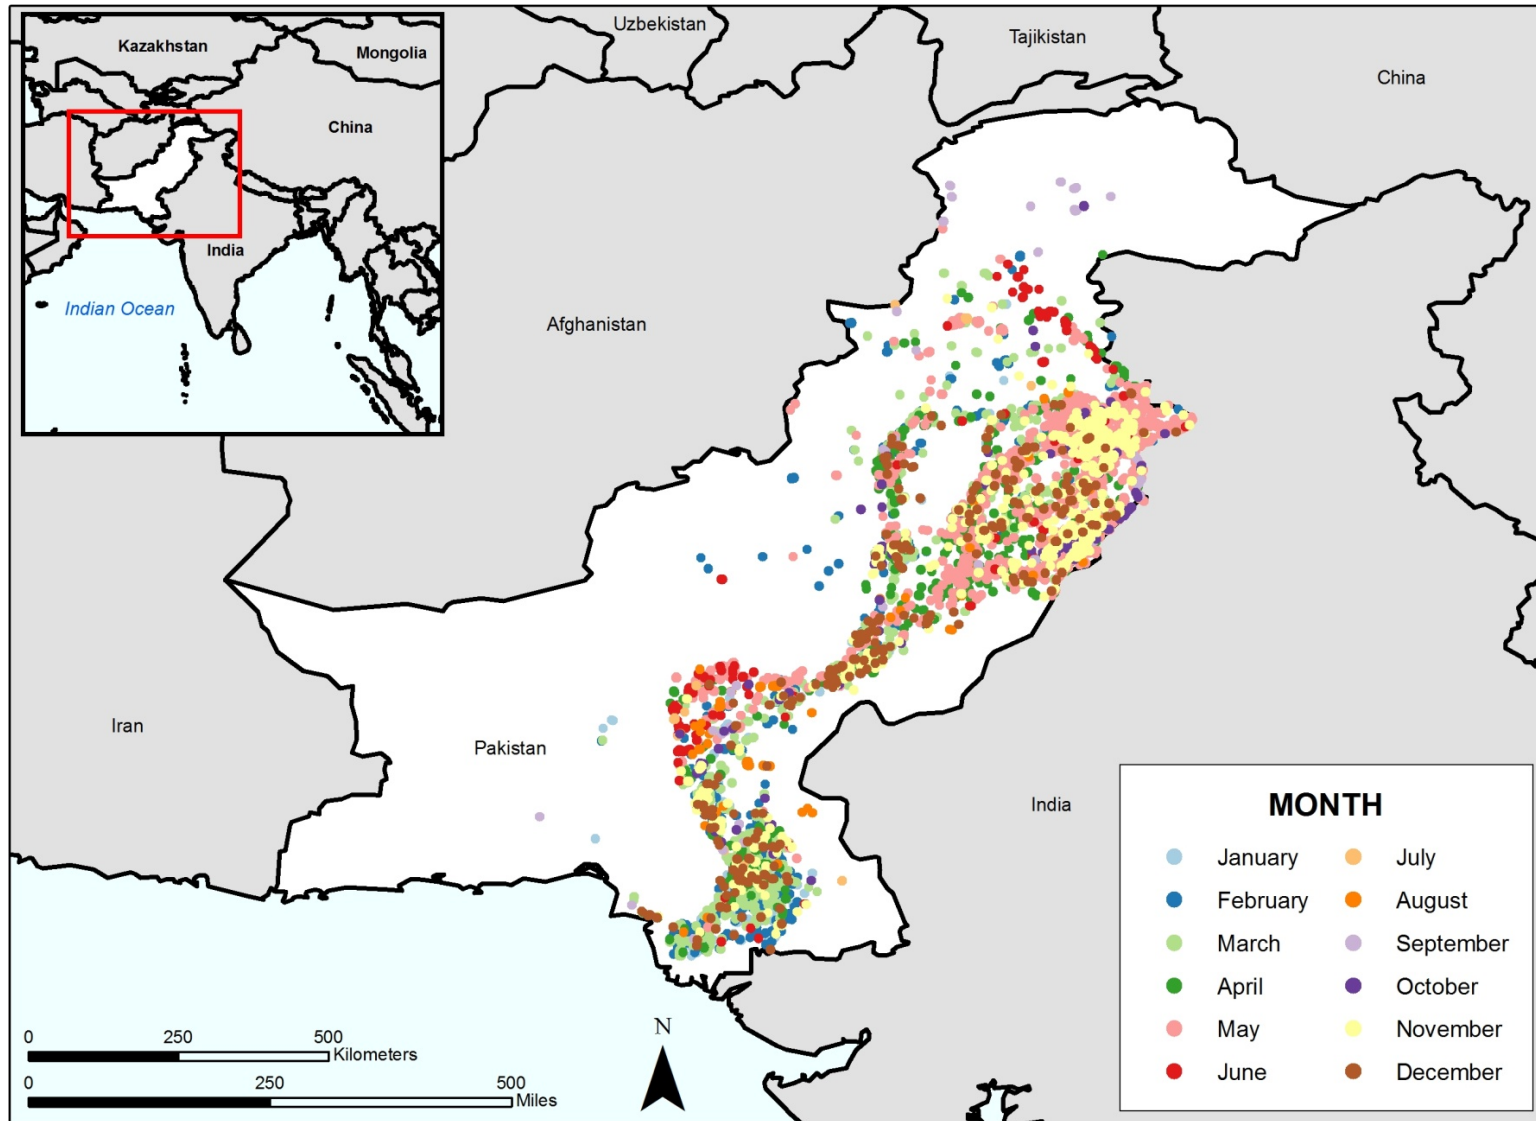 Kazakhstan
Mongolia
China
India
Indian Ocean
Uzbekistan
Tajikistan
China
Afghanistan
Iran
Pakistan
India
MONTH
January
February
March
April
May
June
July
August
September
October
November
December
N
0 250 500
Kilometers
0 250 500
Miles